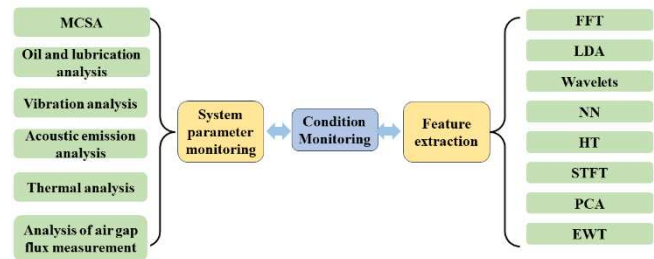 MCSA
Oil and lubrication
analysis
Vibration analysis
Acoustic emission
analysis
Thermal analysis
Analysis of air gap
flux measurement
System
parameter
monitoring
Condition
Monitoring
Feature
extraction
FFT
LDA
Wavelets
NN
HT
STFT
PCA
EWT